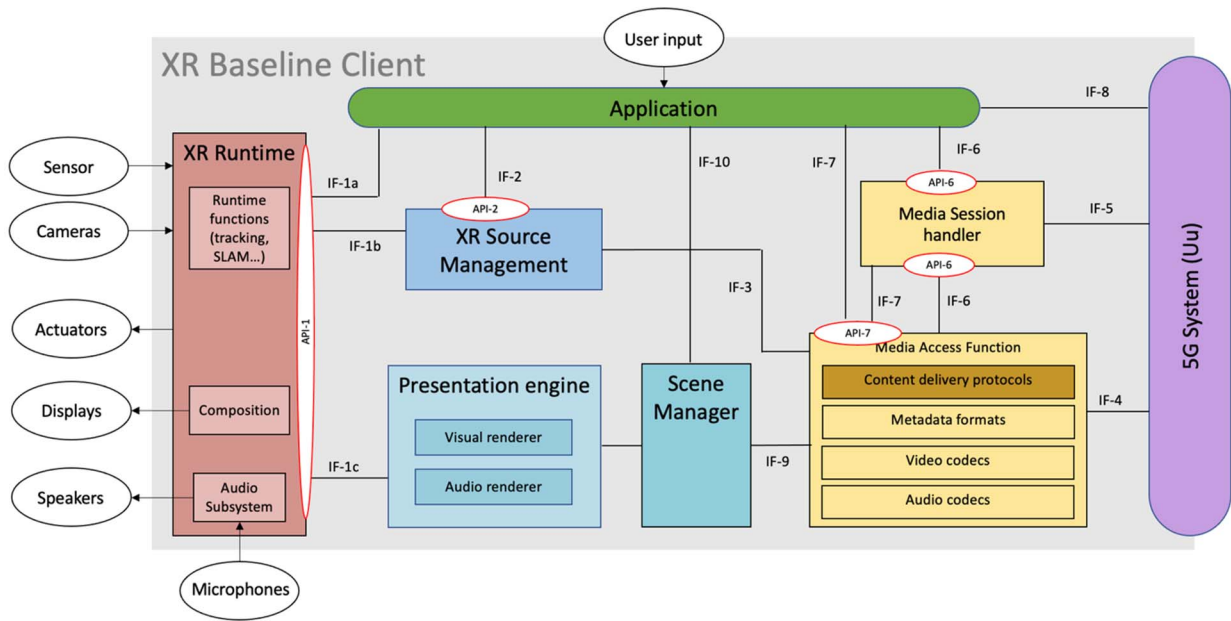 User input
XR Baseline Client
IF-8
Application
XR Runtime
Sensor
IF-1a
IF-2
IF-10
IF-7
IF-6
API-6
Runtime
functions
(tracking,
SLAM...)
API-2
Media Session
handler
IF-5
Cameras
IF-1b
XR Source
Management
API-6
IF-3
IF-7
IF-6
Actuators
API-1
API-7
Media Access Function
5G System (Uu)
Presentation engine
Scene
Manager
Content delivery protocols
Displays
Composition
IF-4
Metadata formats
Visual renderer
IF-9
Video codecs
IF-1c
Speakers
Audio
Subsystem
Audio renderer
Audio codecs
Microphones